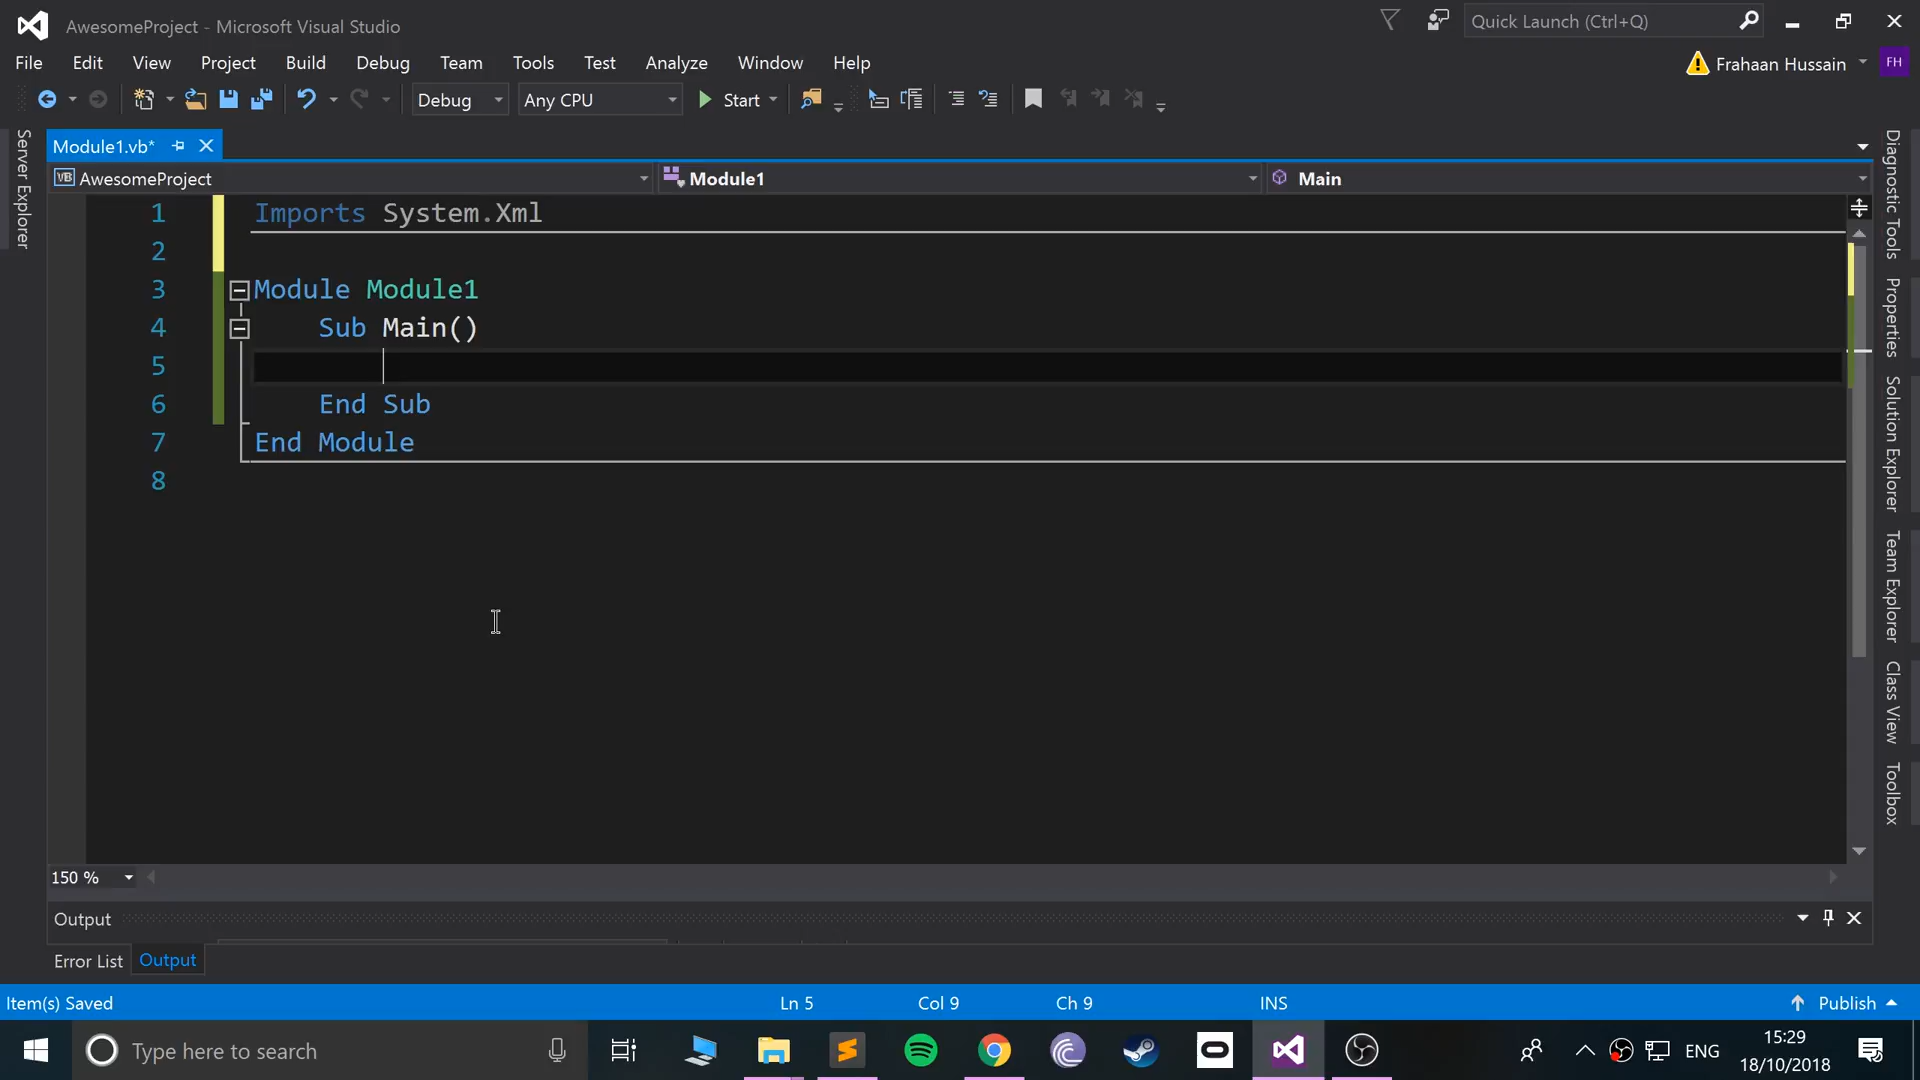 AwesomeProject - Microsoft Visual Studio
Quick Launch (Ctrl+Q)
File Edit View Project Build Debug Team Tools Test Analyze Window Help
Frahaan Hussain FH
Debug Any CPU Start
Server Explorer
Module1.vb*
AwesomeProject Module1 Main
1 Imports System.Xml
2
3 Module Module1
4 Sub Main()
5
6 End Sub
7 End Module
8
Diagnostic Tools
Properties
Solution Explorer
Team Explorer
Class View
Toolbox
150 %
Output
Error List Output
Item(s) Saved Ln 5 Col 9 Ch 9 INS Publish
Type here to search
ENG
15:29
18/10/2018